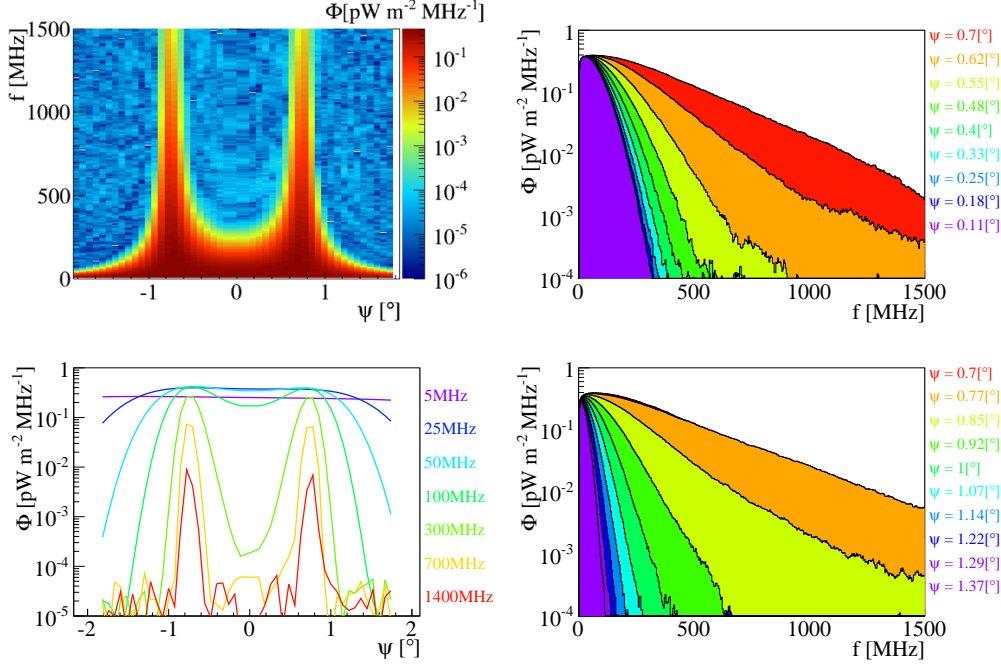 Φ[pW m⁻² MHz⁻¹]
f [MHz]
1500
1000
500
0
-1
0
1
ψ [°]
10⁻¹
10⁻²
10⁻³
10⁻⁴
10⁻⁵
10⁻⁶
Φ [pW m⁻² MHz⁻¹]
1
10⁻¹
10⁻²
10⁻³
10⁻⁴
0
500
1000
1500
f [MHz]
ψ = 0.7[°]
ψ = 0.62[°]
ψ = 0.55[°]
ψ = 0.48[°]
ψ = 0.4[°]
ψ = 0.33[°]
ψ = 0.25[°]
ψ = 0.18[°]
ψ = 0.11[°]
Φ [pW m⁻² MHz⁻¹]
1
10⁻¹
10⁻²
10⁻³
10⁻⁴
10⁻⁵
-2
-1
0
1
2
ψ [°]
5MHz
25MHz
50MHz
100MHz
300MHz
700MHz
1400MHz
Φ [pW m⁻² MHz⁻¹]
1
10⁻¹
10⁻²
10⁻³
10⁻⁴
0
500
1000
1500
f [MHz]
ψ = 0.7[°]
ψ = 0.77[°]
ψ = 0.85[°]
ψ = 0.92[°]
ψ = 1[°]
ψ = 1.07[°]
ψ = 1.14[°]
ψ = 1.22[°]
ψ = 1.29[°]
ψ = 1.37[°]